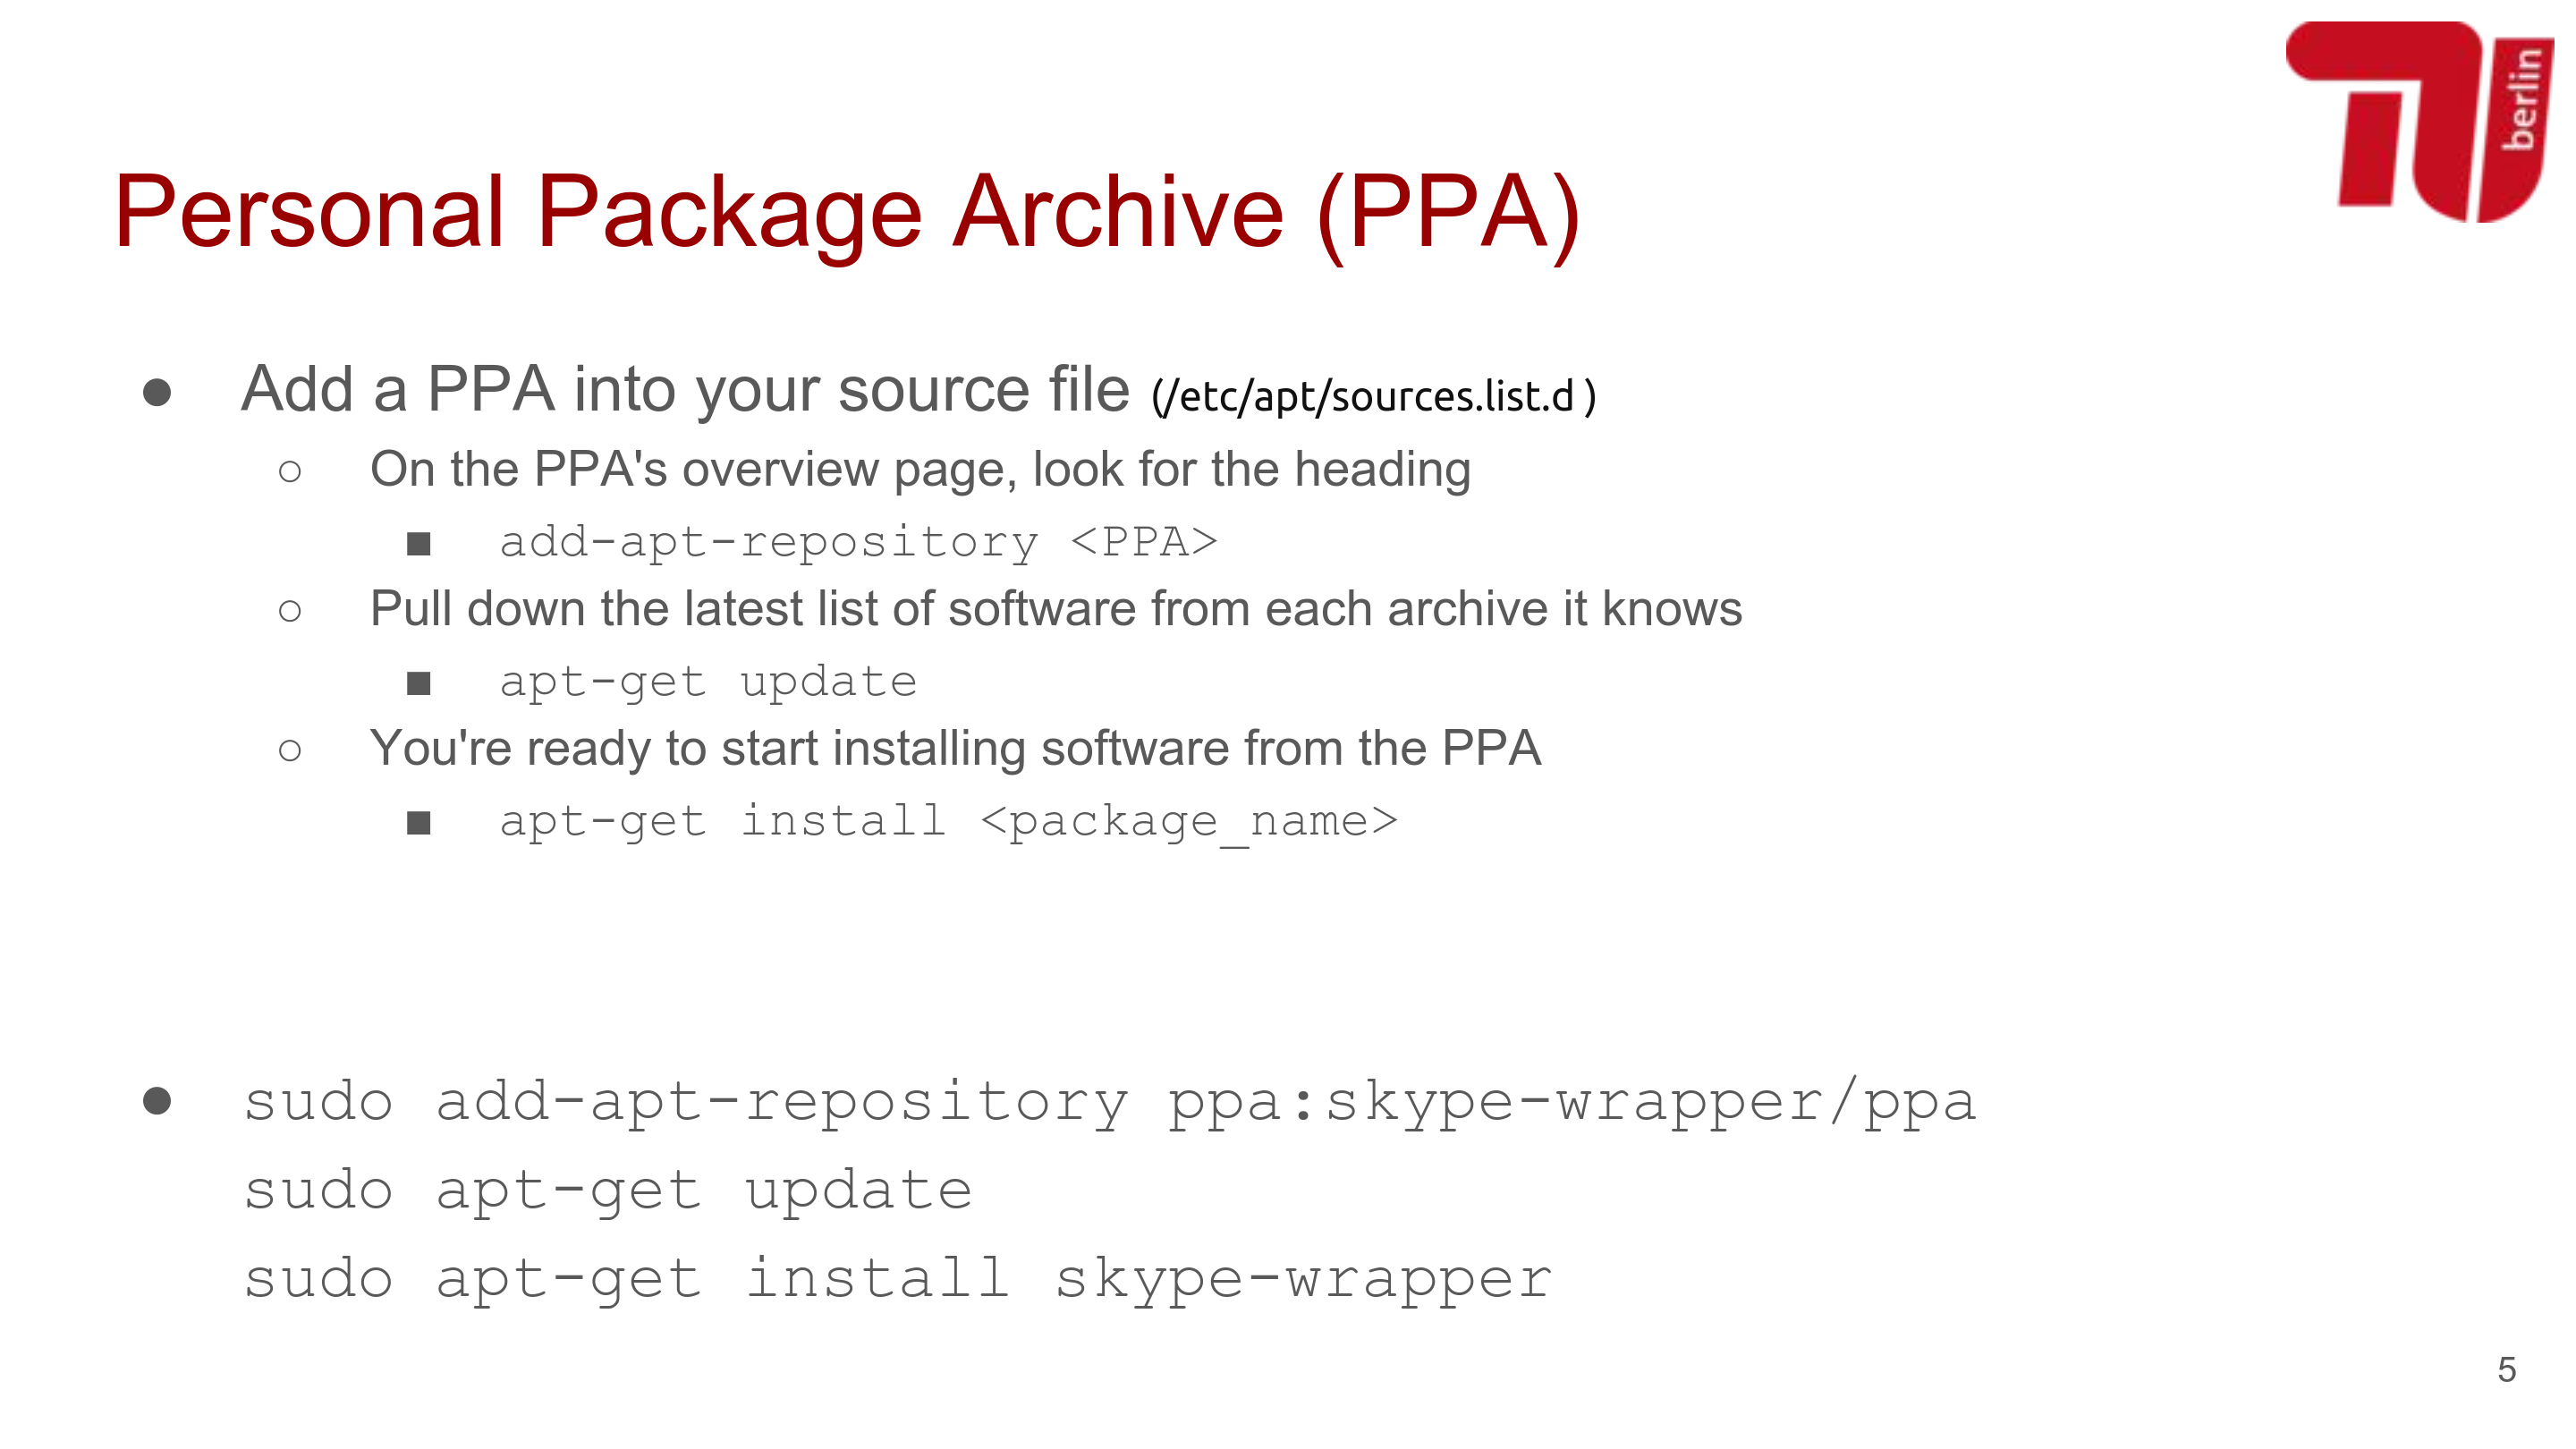 berlin
Personal Package Archive (PPA)
● Add a PPA into your source file (/etc/apt/sources.list.d )
○ On the PPA's overview page, look for the heading
■ add-apt-repository <PPA>
○ Pull down the latest list of software from each archive it knows
■ apt-get update
○ You're ready to start installing software from the PPA
■ apt-get install <package_name>
● sudo add-apt-repository ppa:skype-wrapper/ppa
sudo apt-get update
sudo apt-get install skype-wrapper
5